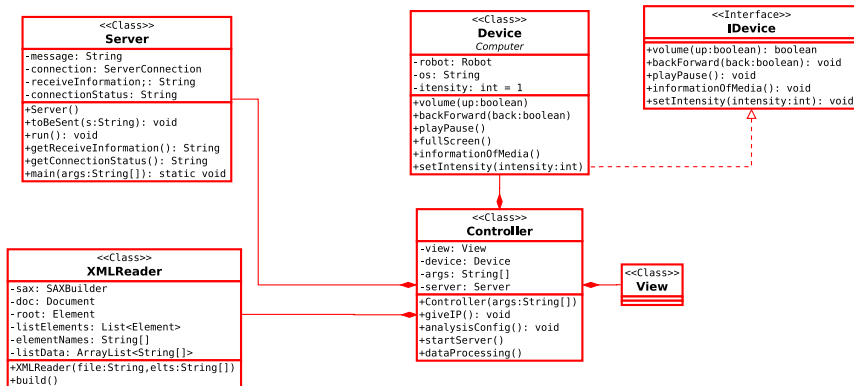 <<Class>>
Server
-message: String
-connection: ServerConnection
-receiveInformation;: String
-connectionStatus: String
+Server()
+toBeSent(s:String): void
+run(): void
+getReceiveInformation(): String
+getConnectionStatus(): String
+main(args:String[]): static void
<<Class>>
Device
Computer
-robot: Robot
-os: String
-itensity: int = 1
+volume(up:boolean)
+backForward(back:boolean)
+playPause()
+fullScreen()
+informationOfMedia()
+setIntensity(intensity:int)
<<Interface>>
IDevice
+volume(up:boolean): boolean
+backForward(back:boolean): void
+playPause(): void
+informationOfMedia(): void
+setIntensity(intensity:int): void
<<Class>>
XMLReader
-sax: SAXBuilder
-doc: Document
-root: Element
-listElements: List<Element>
-elementNames: String[]
-listData: ArrayList<String[]>
+XMLReader(file:String,elts:String[])
+build()
<<Class>>
Controller
-view: View
-device: Device
-args: String[]
-server: Server
+Controller(args:String[])
+giveIP(): void
+analysisConfig(): void
+startServer()
+dataProcessing()
<<Class>>
View